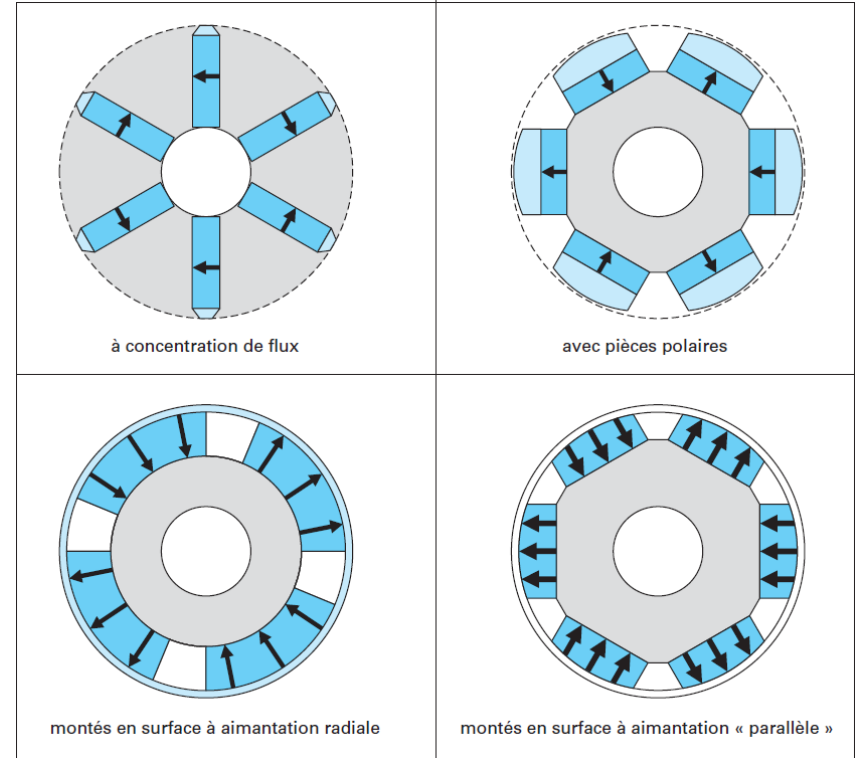 à concentration de flux
avec pièces polaires
montés en surface à aimantation radiale
montés en surface à aimantation « parallèle »